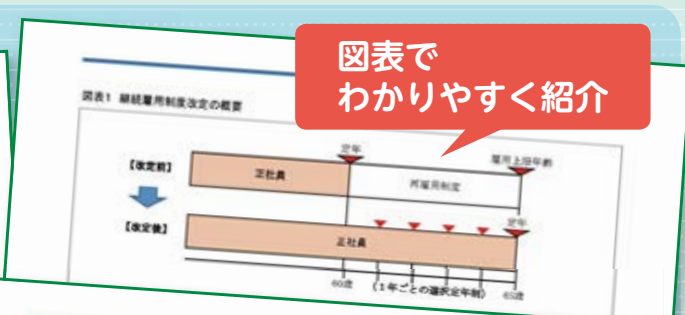 図表で
わかりやすく紹介
図表1 継続雇用制度改定の概要
定年
雇用上限年齢
【改定前】
正社員
再雇用制度
定年
【改定後】
正社員
60歳
(1年ごとの選択定年制)
65歳